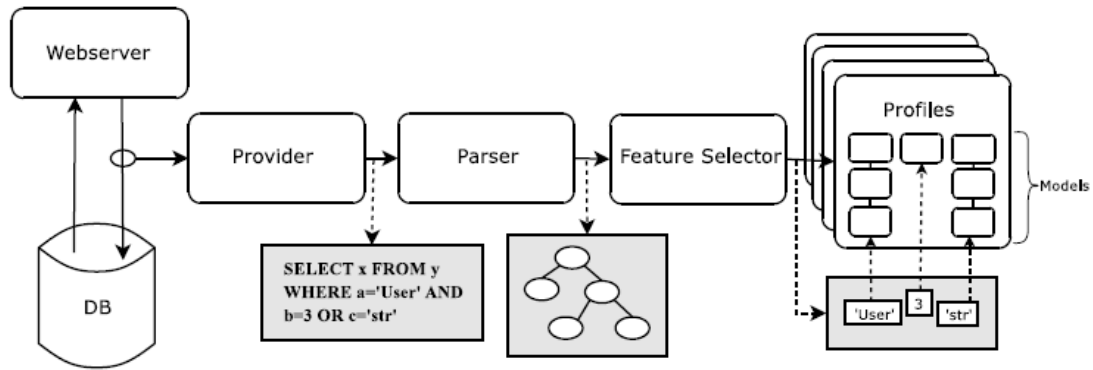 Webserver
Provider
Parser
Feature Selector
Profiles
Models
DB
SELECT x FROM y
WHERE a='User' AND
b=3 OR c='str'
'User'
3
'str'